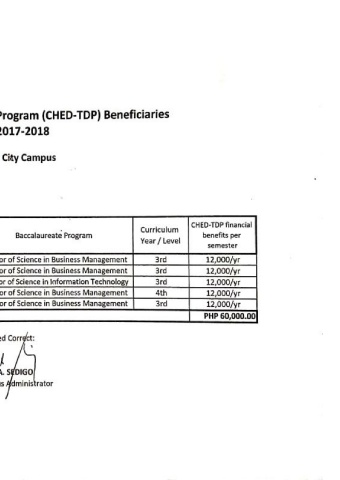 Program (CHED-TDP) Beneficiaries
2017-2018
City Campus
Baccalaureate Program
Curriculum Year / Level
CHED-TDP financial benefits per semester
or of Science in Business Management 3rd 12,000/yr
or of Science in Business Management 3rd 12,000/yr
or of Science in Information Technology 3rd 12,000/yr
or of Science in Business Management 4th 12,000/yr
or of Science in Business Management 3rd 12,000/yr
PHP 60,000.00
ed Correct:
A. SEDIGO
us Administrator